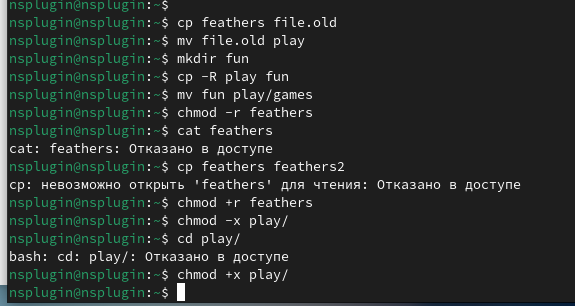 nsplugin@nsplugin:~$
nsplugin@nsplugin:~$ cp feathers file.old
nsplugin@nsplugin:~$ mv file.old play
nsplugin@nsplugin:~$ mkdir fun
nsplugin@nsplugin:~$ cp -R play fun
nsplugin@nsplugin:~$ mv fun play/games
nsplugin@nsplugin:~$ chmod -r feathers
nsplugin@nsplugin:~$ cat feathers
cat: feathers: Отказано в доступе
nsplugin@nsplugin:~$ cp feathers feathers2
cp: невозможно открыть 'feathers' для чтения: Отказано в доступе
nsplugin@nsplugin:~$ chmod +r feathers
nsplugin@nsplugin:~$ chmod -x play/
nsplugin@nsplugin:~$ cd play/
bash: cd: play/: Отказано в доступе
nsplugin@nsplugin:~$ chmod +x play/
nsplugin@nsplugin:~$